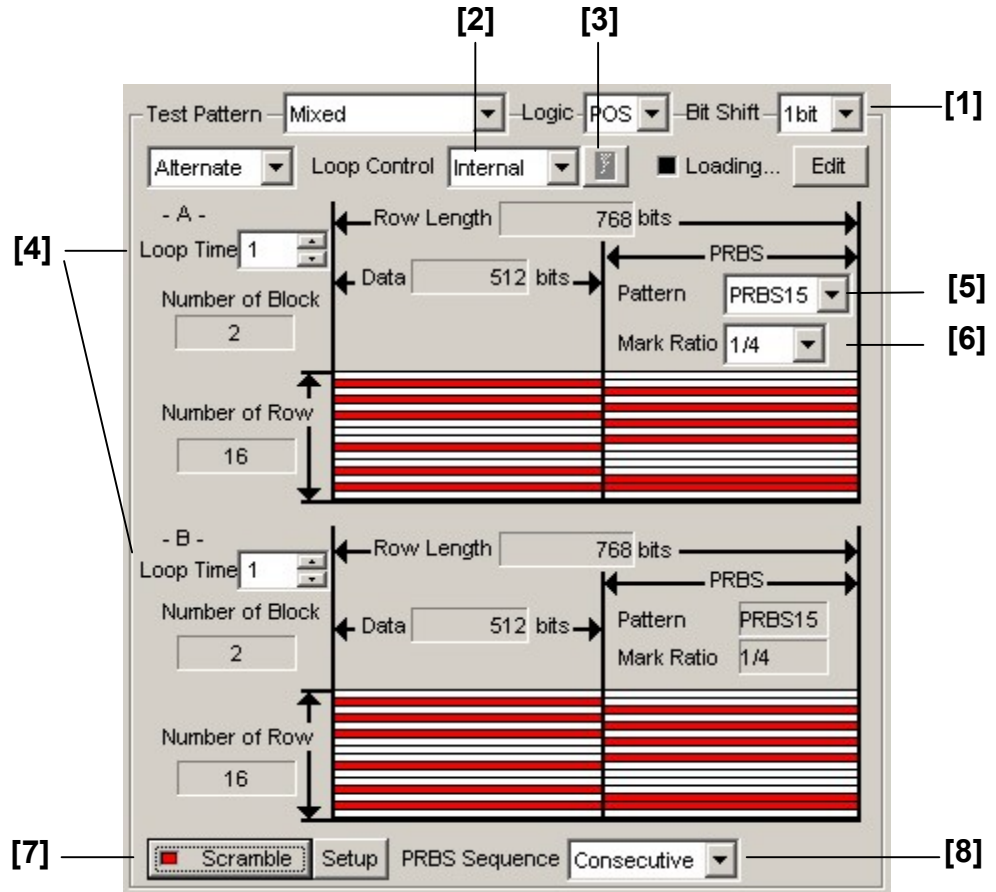 [2] [3]
Test Pattern Mixed Logic POS Bit Shift 1bit [1]
Alternate Loop Control Internal Loading... Edit
- A -
Row Length 768 bits
[4] Loop Time 1
PRBS
Data 512 bits
Pattern PRBS15 [5]
Number of Block
2
Mark Ratio 1/4 [6]
Number of Row
16
- B -
Row Length 768 bits
Loop Time 1
PRBS
Number of Block
Data 512 bits
Pattern PRBS15
2
Mark Ratio 1/4
Number of Row
16
[7] Scramble Setup PRBS Sequence Consecutive [8]